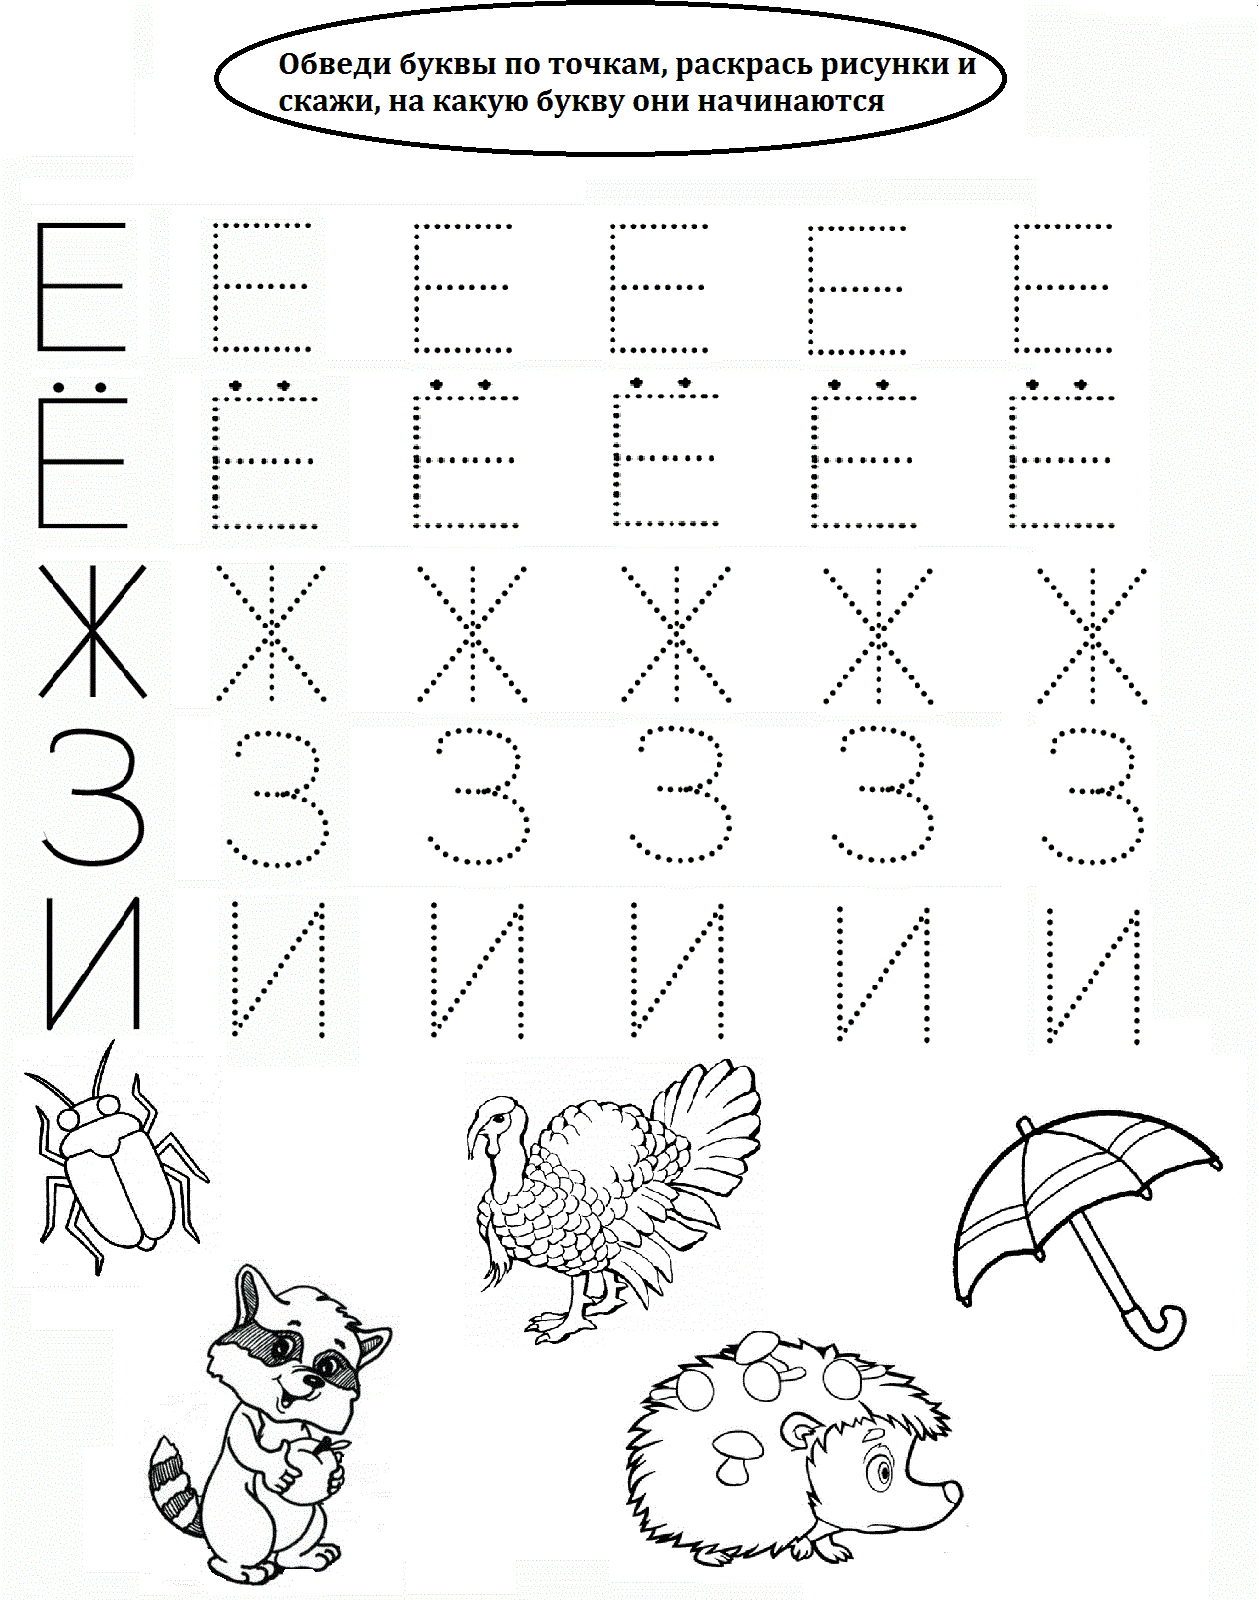 Обведи буквы по точкам, раскрась рисунки и
скажи, на какую букву они начинаются
Е Е Е Е Е Е
Ё Ё Ё Ё Ё Ё
Ж Ж Ж Ж Ж Ж
З З З З З З
И И И И И И